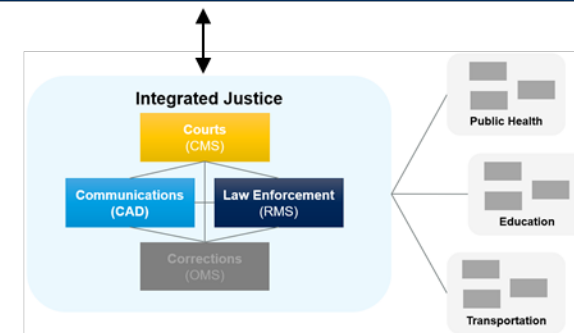 Integrated Justice
Courts
(CMS)
Communications
(CAD)
Law Enforcement
(RMS)
Corrections
(OMS)
Public Health
Education
Transportation